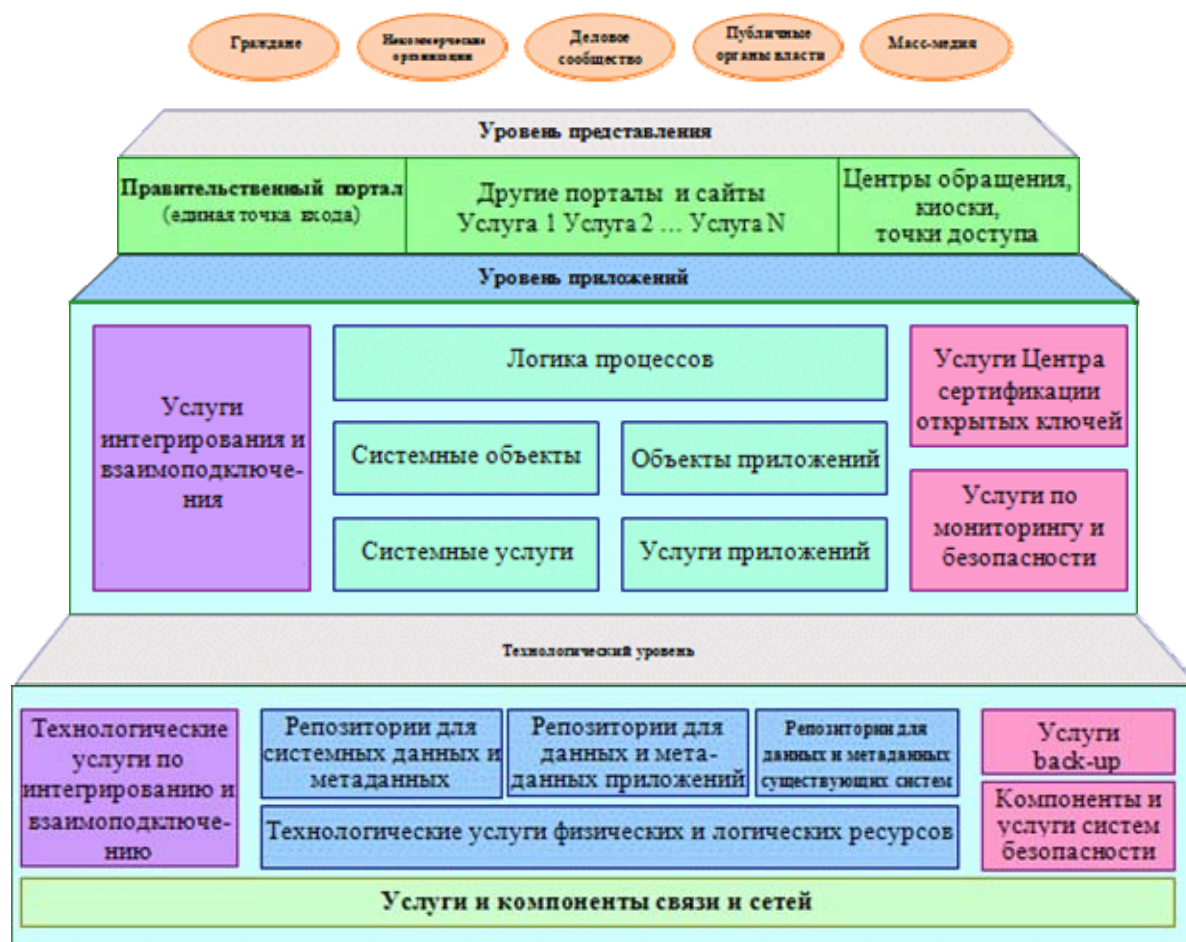 Граждане
Некоммерческие
организации
Деловое
сообщество
Публичные
органы власти
Масс-медия
Уровень представления
Правительственный портал
(единая точка входа)
Другие порталы и сайты
Услуга 1 Услуга 2 ... Услуга N
Центры обращения,
киоски,
точки доступа
Уровень приложений
Услуги
интегрирования и
взаимоподключе-
ния
Логика процессов
Системные объекты
Объекты приложений
Системные услуги
Услуги приложений
Услуги Центра
сертификации
открытых ключей
Услуги по
мониторингу и
безопасности
Технологический уровень
Технологические
услуги по
интегрированию и
взаимоподключе-
нию
Репозитории для
системных данных и
метаданных
Репозитории для
данных и мета-
данных приложений
Репозитории для
данных и метаданных
существующих систем
Технологические услуги физических и логических ресурсов
Услуги
back-up
Компоненты и
услуги систем
безопасности
Услуги и компоненты связи и сетей